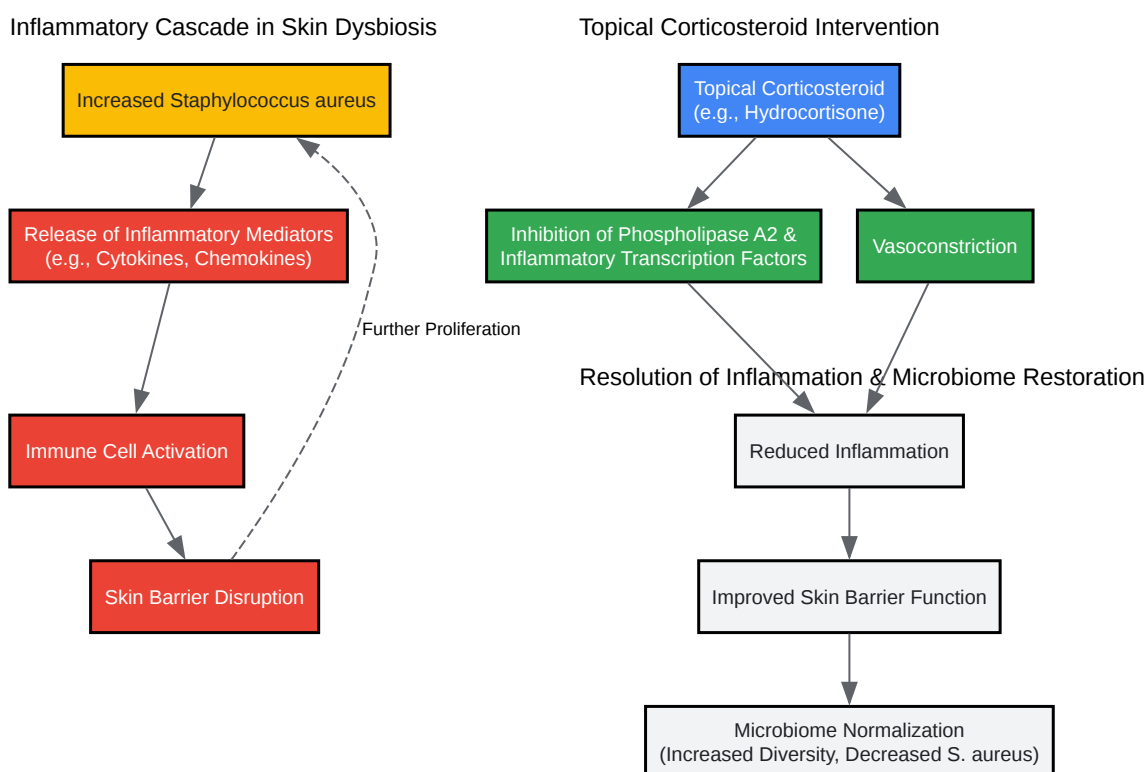 Inflammatory Cascade in Skin Dysbiosis
Increased Staphylococcus aureus
Release of Inflammatory Mediators
(e.g., Cytokines, Chemokines)
Further Proliferation
Immune Cell Activation
Skin Barrier Disruption
Topical Corticosteroid Intervention
Topical Corticosteroid
(e.g., Hydrocortisone)
Inhibition of Phospholipase A2 &
Inflammatory Transcription Factors
Vasoconstriction
Resolution of Inflammation & Microbiome Restoration
Reduced Inflammation
Improved Skin Barrier Function
Microbiome Normalization
(Increased Diversity, Decreased S. aureus)